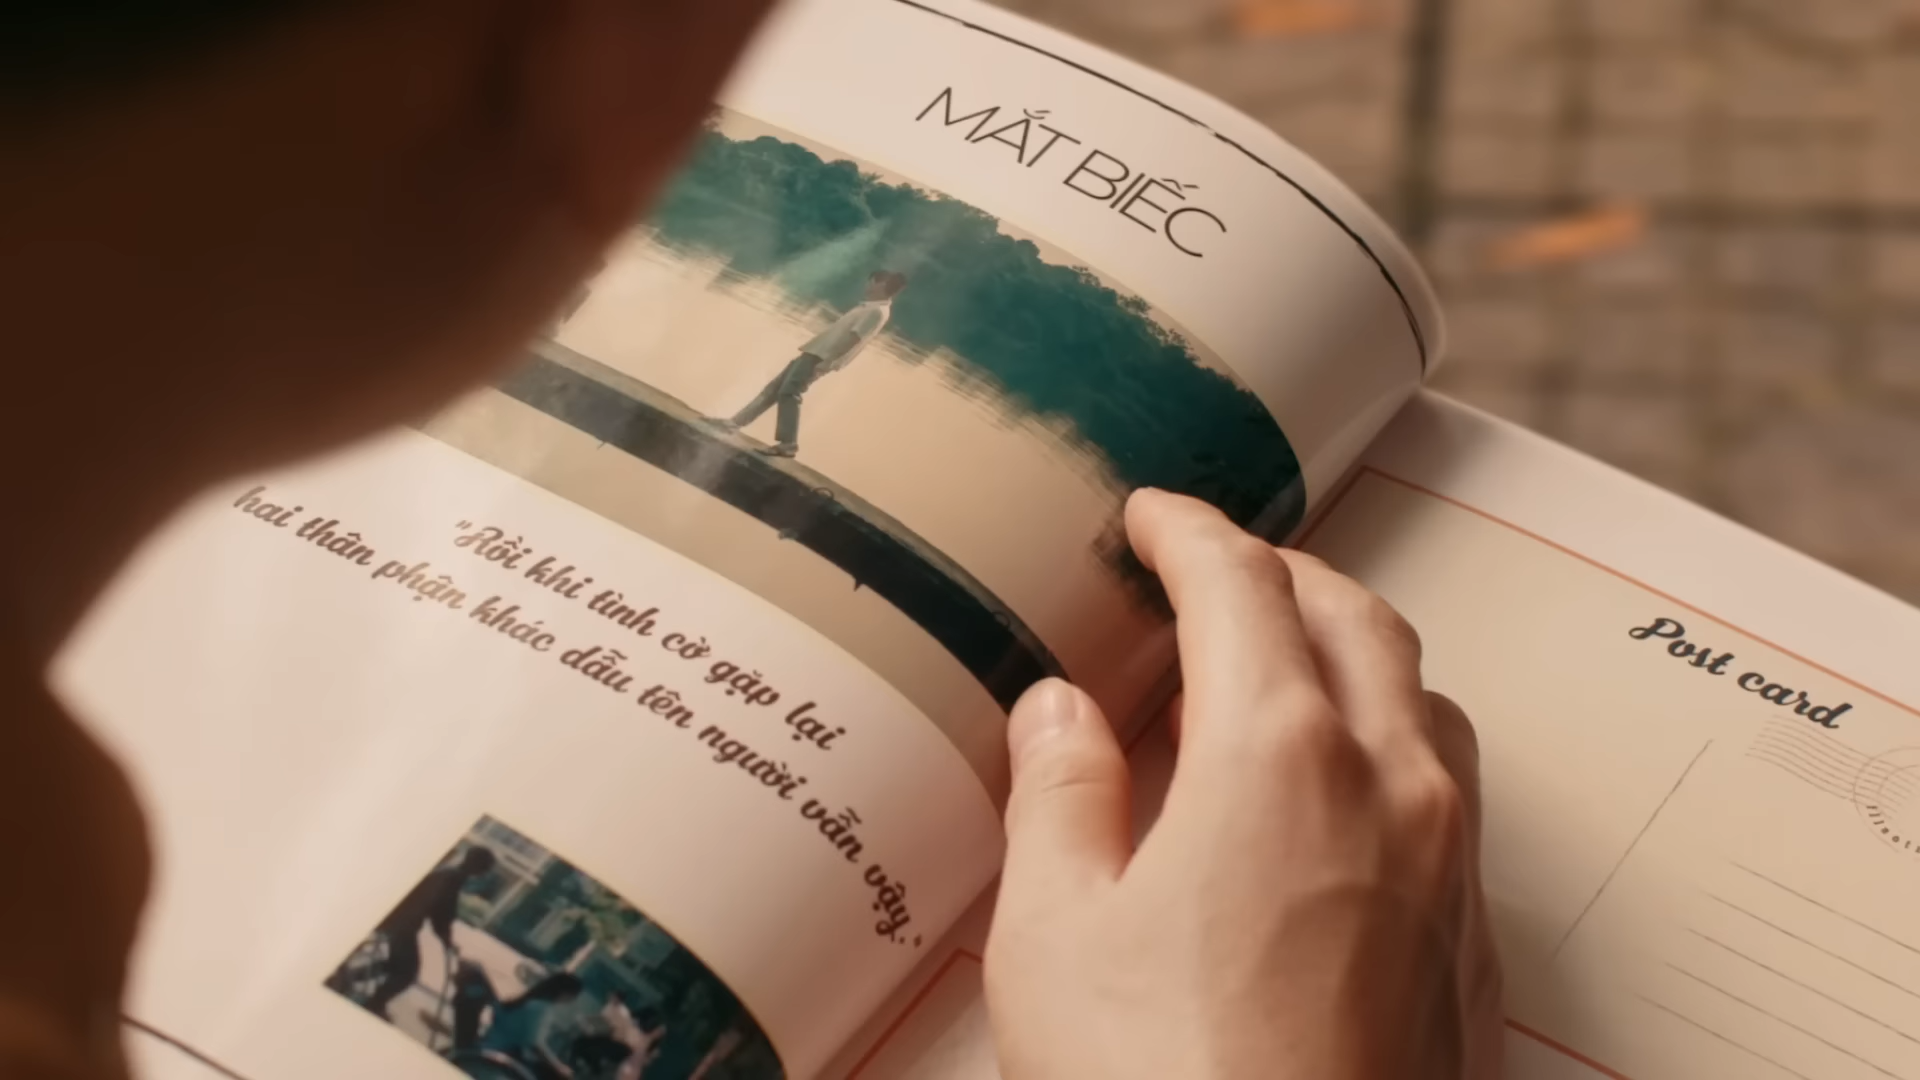 MẮT BIẾC
"Rồi khi tình cờ gặp lại
hai thân phận khác dẫu tên người vẫn vậy."
Post card